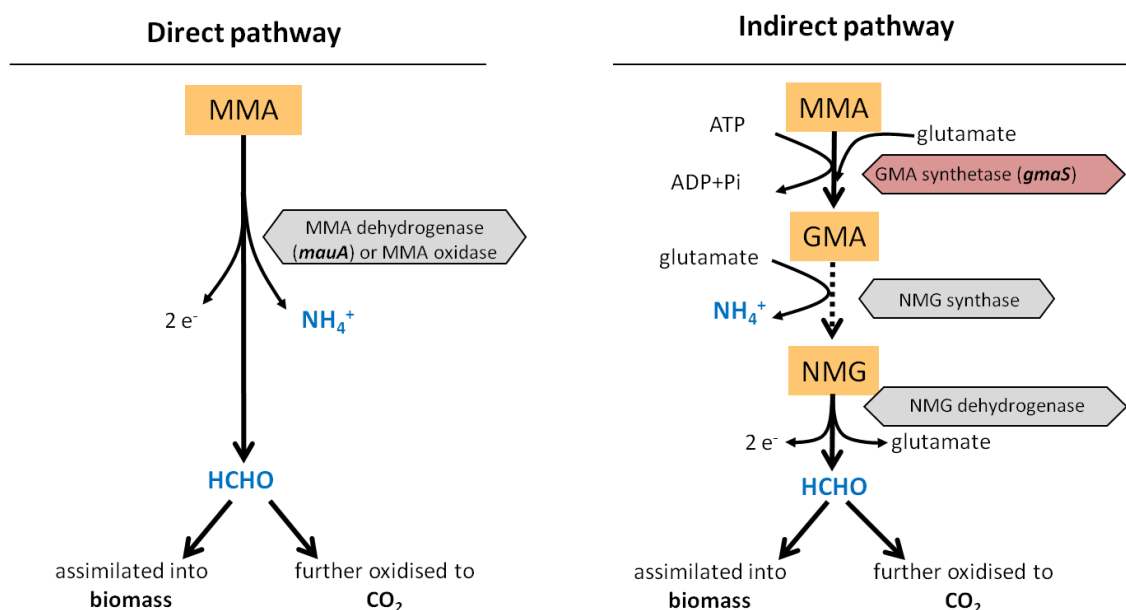 Direct pathway
MMA
MMA dehydrogenase
(mauA) or MMA oxidase
2 e⁻
NH₄⁺
HCHO
assimilated into
biomass
further oxidised to
CO₂
Indirect pathway
MMA
ATP
glutamate
ADP+Pi
GMA synthetase (gmaS)
GMA
glutamate
NMG synthase
NH₄⁺
NMG
NMG dehydrogenase
2 e⁻
glutamate
HCHO
assimilated into
biomass
further oxidised to
CO₂